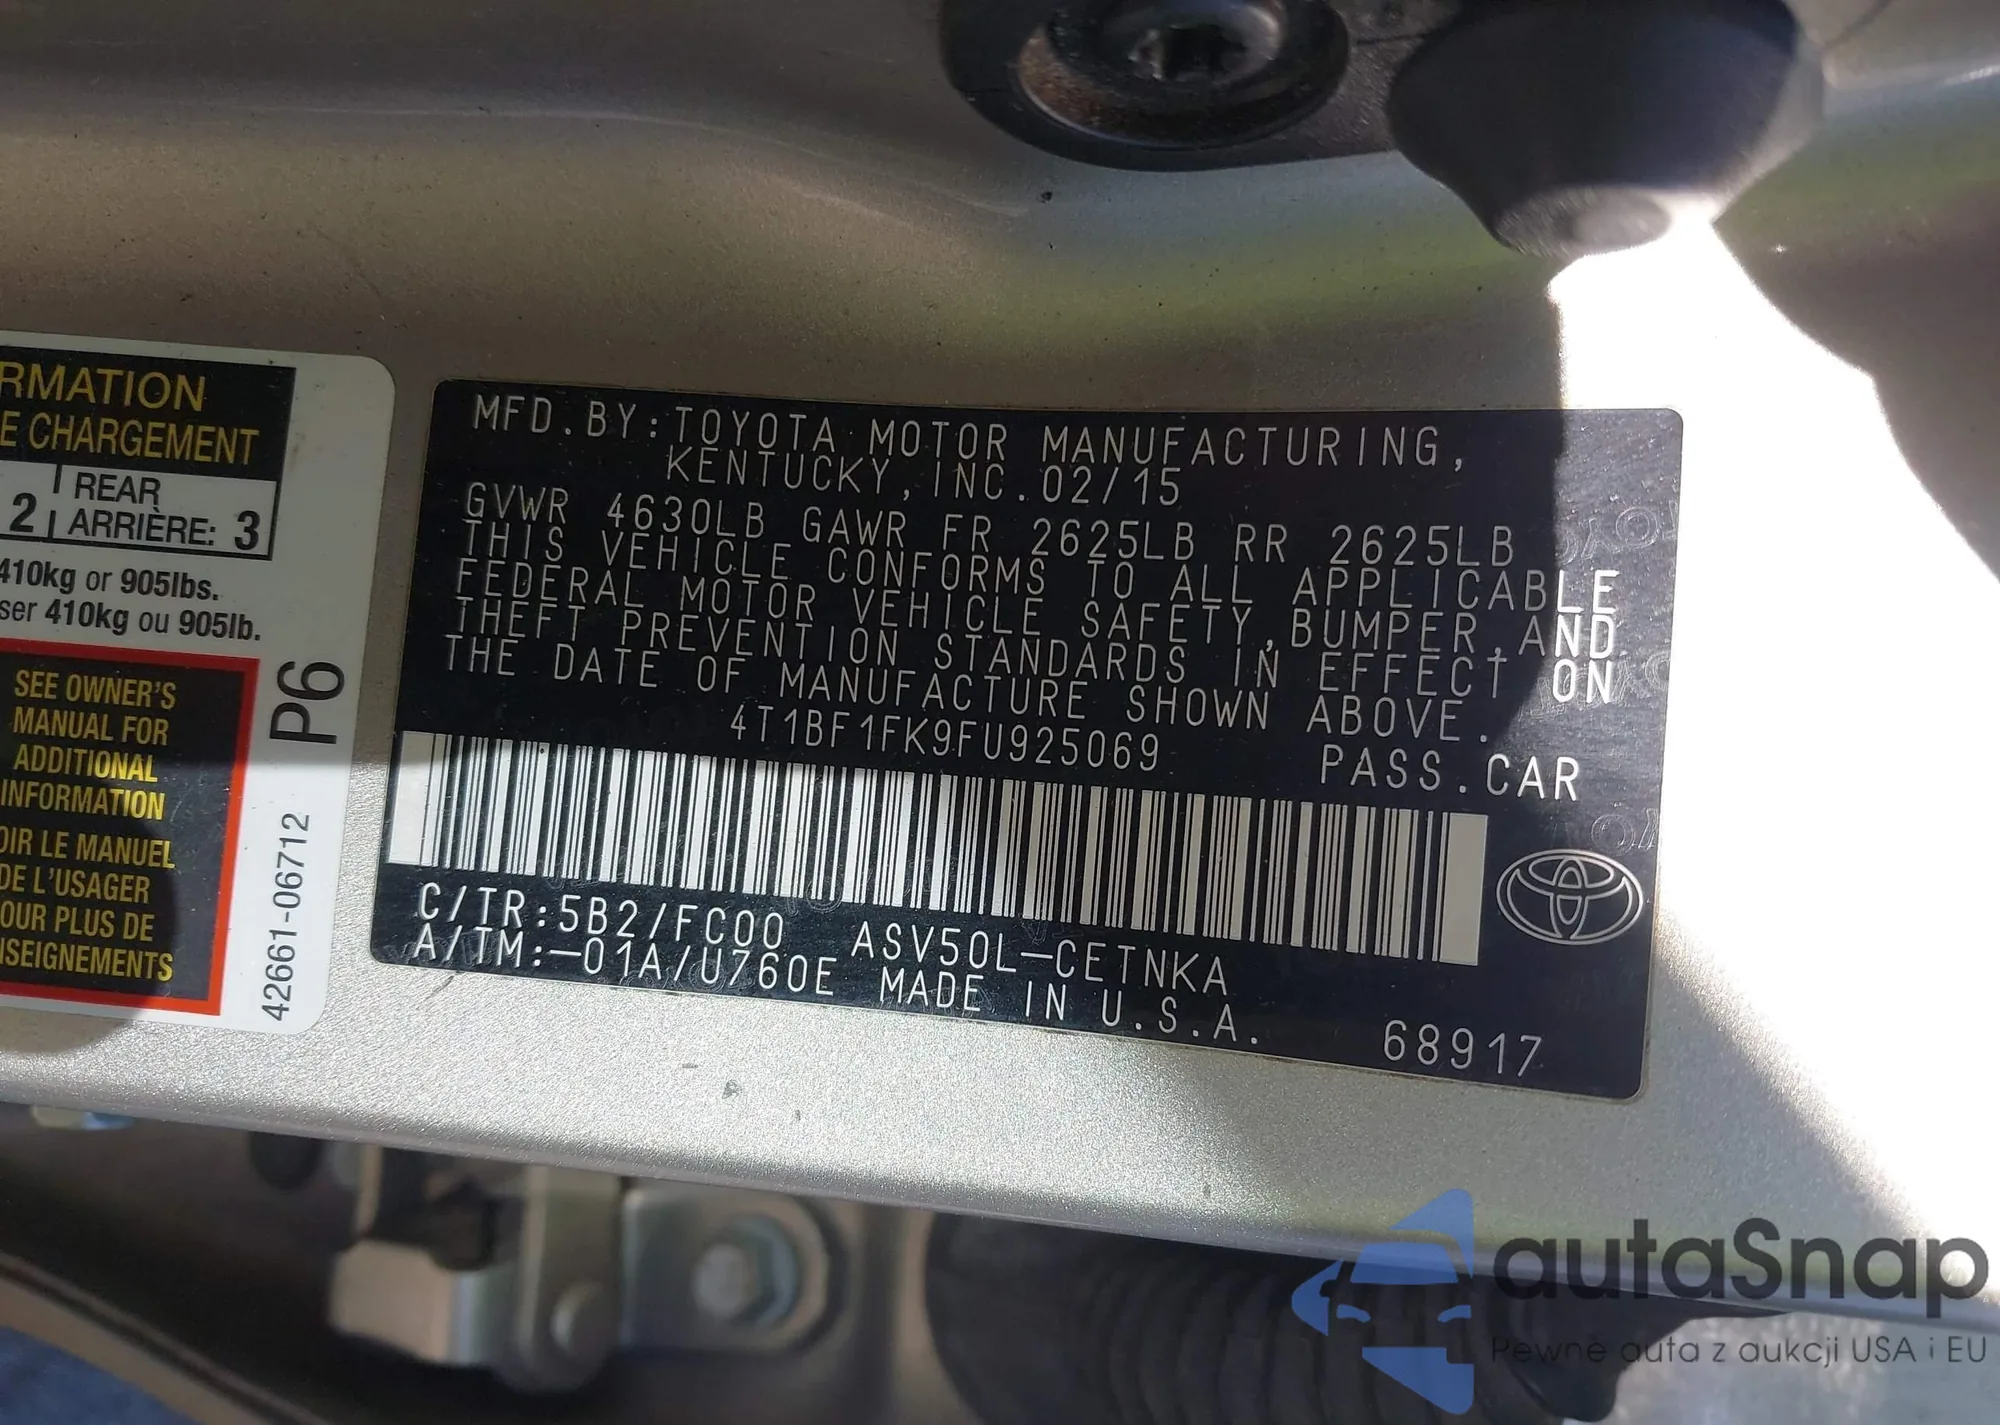 RMATION
E CHARGEMENT
2 REAR
ARRIÈRE: 3
410kg or 905lbs.
ser 410kg ou 905lb.
SEE OWNER'S
MANUAL FOR
ADDITIONAL
INFORMATION
OIR LE MANUEL
DE L'USAGER
OUR PLUS DE
NSEIGNEMENTS
P6
42661-06712
MFD.BY:TOYOTA MOTOR MANUFACTURING,
KENTUCKY,INC.02/15
GVWR 4630LB GAWR FR 2625LB RR 2625LB
THIS VEHICLE CONFORMS TO ALL APPLICABLE
FEDERAL MOTOR VEHICLE SAFETY,BUMPER,AND
THEFT PREVENTION STANDARDS IN EFFECT ON
THE DATE OF MANUFACTURE SHOWN ABOVE.
4T1BF1FK9FU925069 PASS.CAR
C/TR:5B2/FC00 ASV50L-CETNKA
A/TM:-01A/U760E MADE IN U.S.A. 68917
autaSnap
Pewne auta z aukcji USA i EU